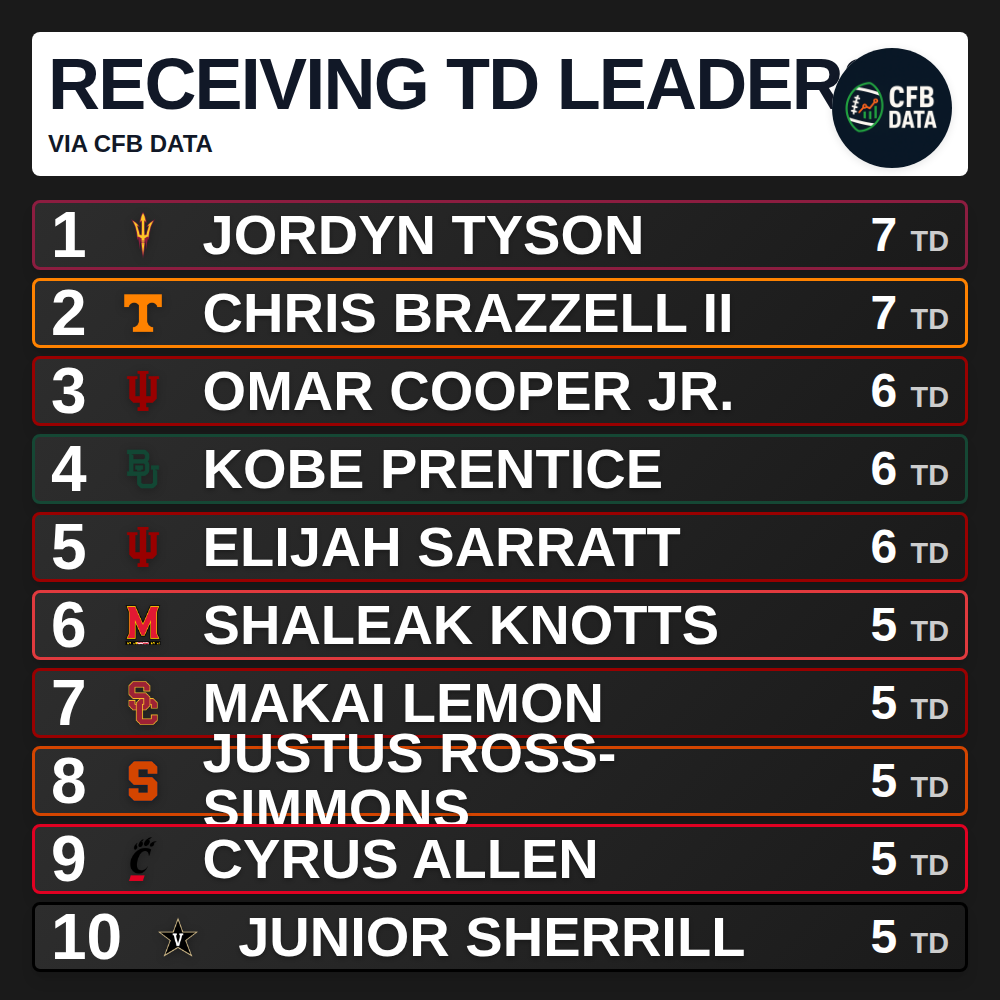 RECEIVING TD LEADERS
VIA CFB DATA
CFB
DATA
1 JORDYN TYSON 7 TD
2 CHRIS BRAZZELL II 7 TD
3 OMAR COOPER JR. 6 TD
4 KOBE PRENTICE 6 TD
5 ELIJAH SARRATT 6 TD
6 M SHALEAK KNOTTS 5 TD
7 SC MAKAI LEMON 5 TD
8 S JUSTUS ROSS-
SIMMONS 5 TD
9 C CYRUS ALLEN 5 TD
10 V JUNIOR SHERRILL 5 TD